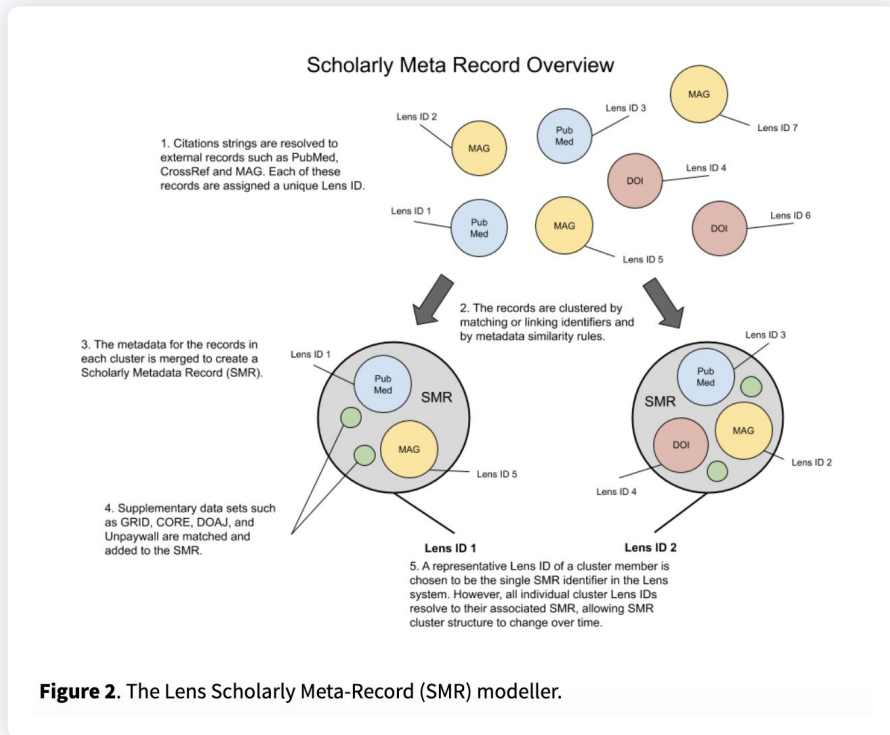 Scholarly Meta Record Overview
1. Citations strings are resolved to
external records such as PubMed,
CrossRef and MAG. Each of these
records are assigned a unique Lens ID.
Lens ID 2
MAG
Pub
Med
Lens ID 3
MAG
Lens ID 7
DOI
Lens ID 4
Lens ID 1
Pub
Med
MAG
Lens ID 5
DOI
Lens ID 6
2. The records are clustered by
matching or linking identifiers and
by metadata similarity rules.
3. The metadata for the records in
each cluster is merged to create a
Scholarly Metadata Record (SMR).
Lens ID 1
Pub
Med
SMR
MAG
Lens ID 5
Lens ID 3
Pub
Med
SMR
MAG
DOI
Lens ID 2
Lens ID 4
4. Supplementary data sets such
as GRID, CORE, DOAJ, and
Unpaywall are matched and
added to the SMR.
Lens ID 1
Lens ID 2
5. A representative Lens ID of a cluster member is
chosen to be the single SMR identifier in the Lens
system. However, all individual cluster Lens IDs
resolve to their associated SMR, allowing SMR
cluster structure to change over time.
Figure 2. The Lens Scholarly Meta-Record (SMR) modeller.